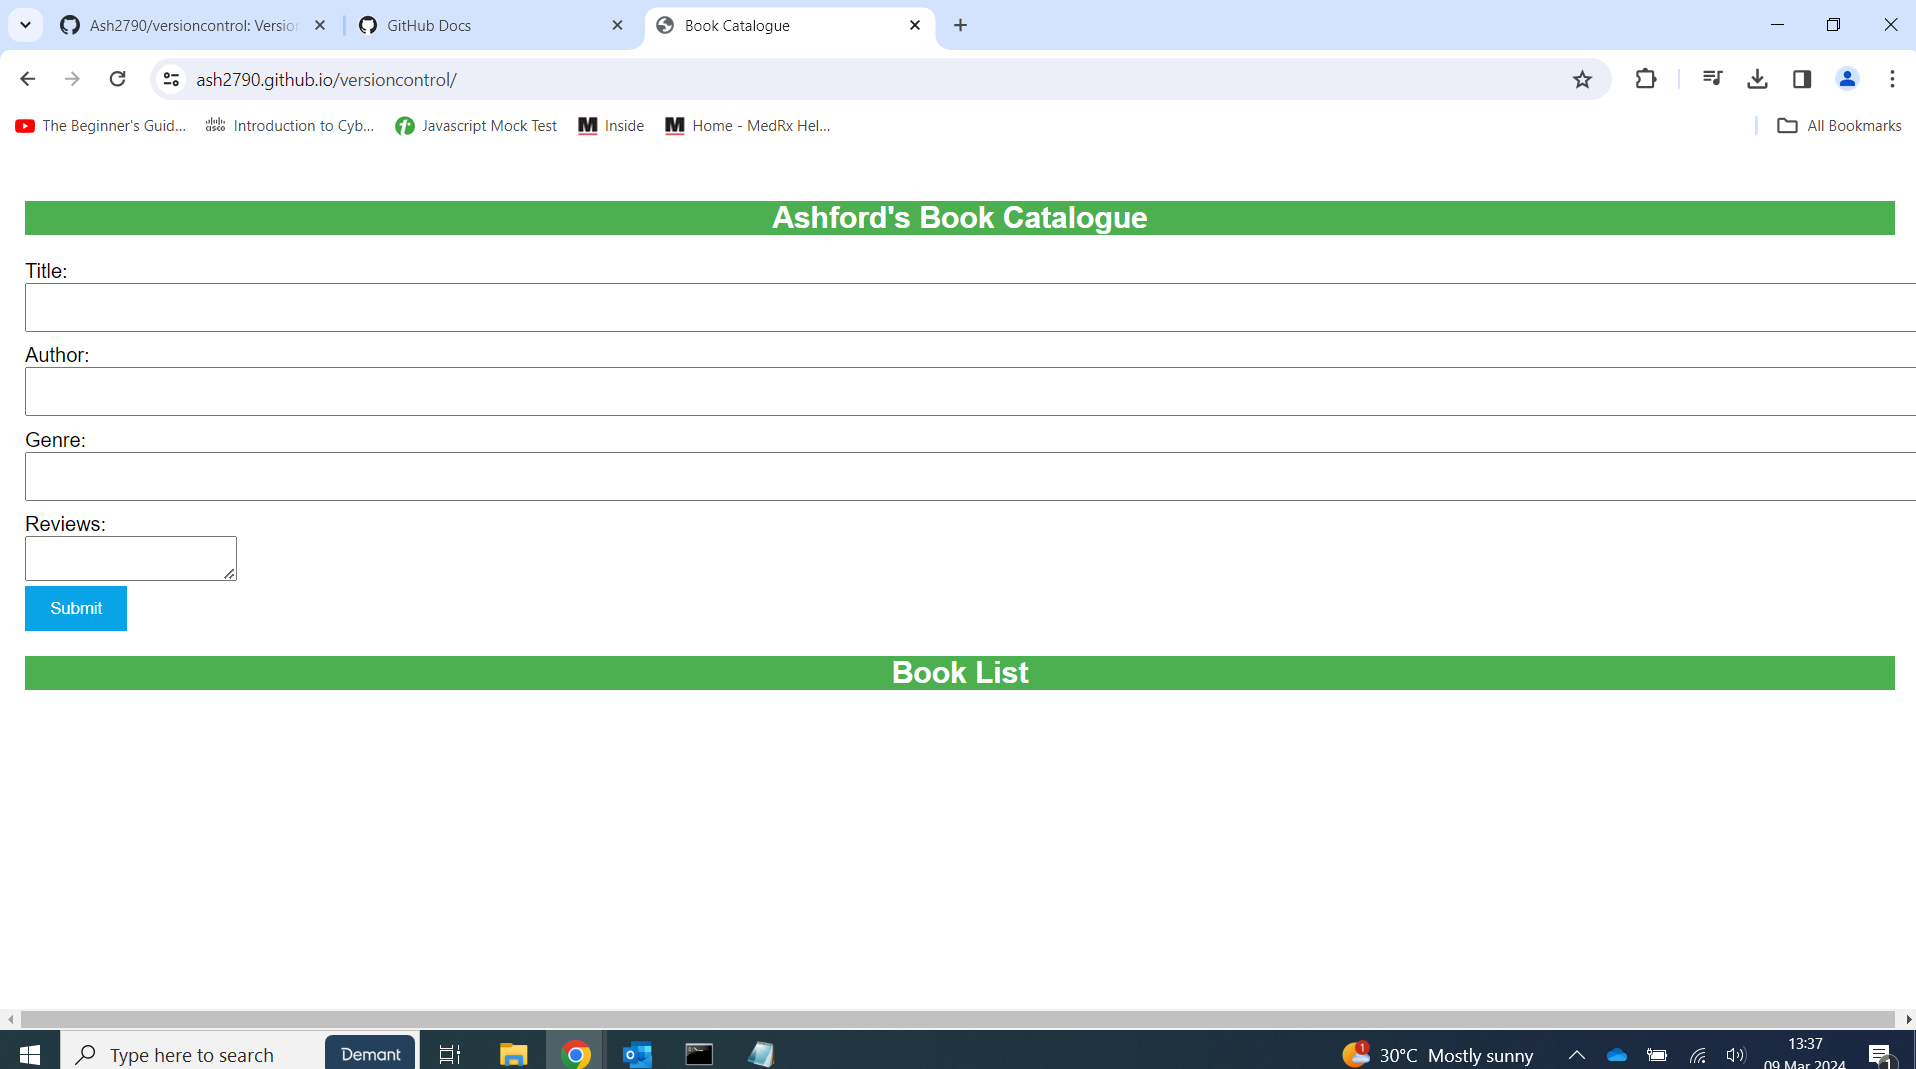 Ash2790/versioncontrol: Versio
GitHub Docs
Book Catalogue
ash2790.github.io/versioncontrol/
The Beginner's Guid...
Introduction to Cyb...
Javascript Mock Test
Inside
Home - MedRx Hel...
All Bookmarks
Ashford's Book Catalogue
Title:
Author:
Genre:
Reviews:
Submit
Book List
Type here to search
Demant
1
30°C Mostly sunny
13:37
09 Mar 2024
1